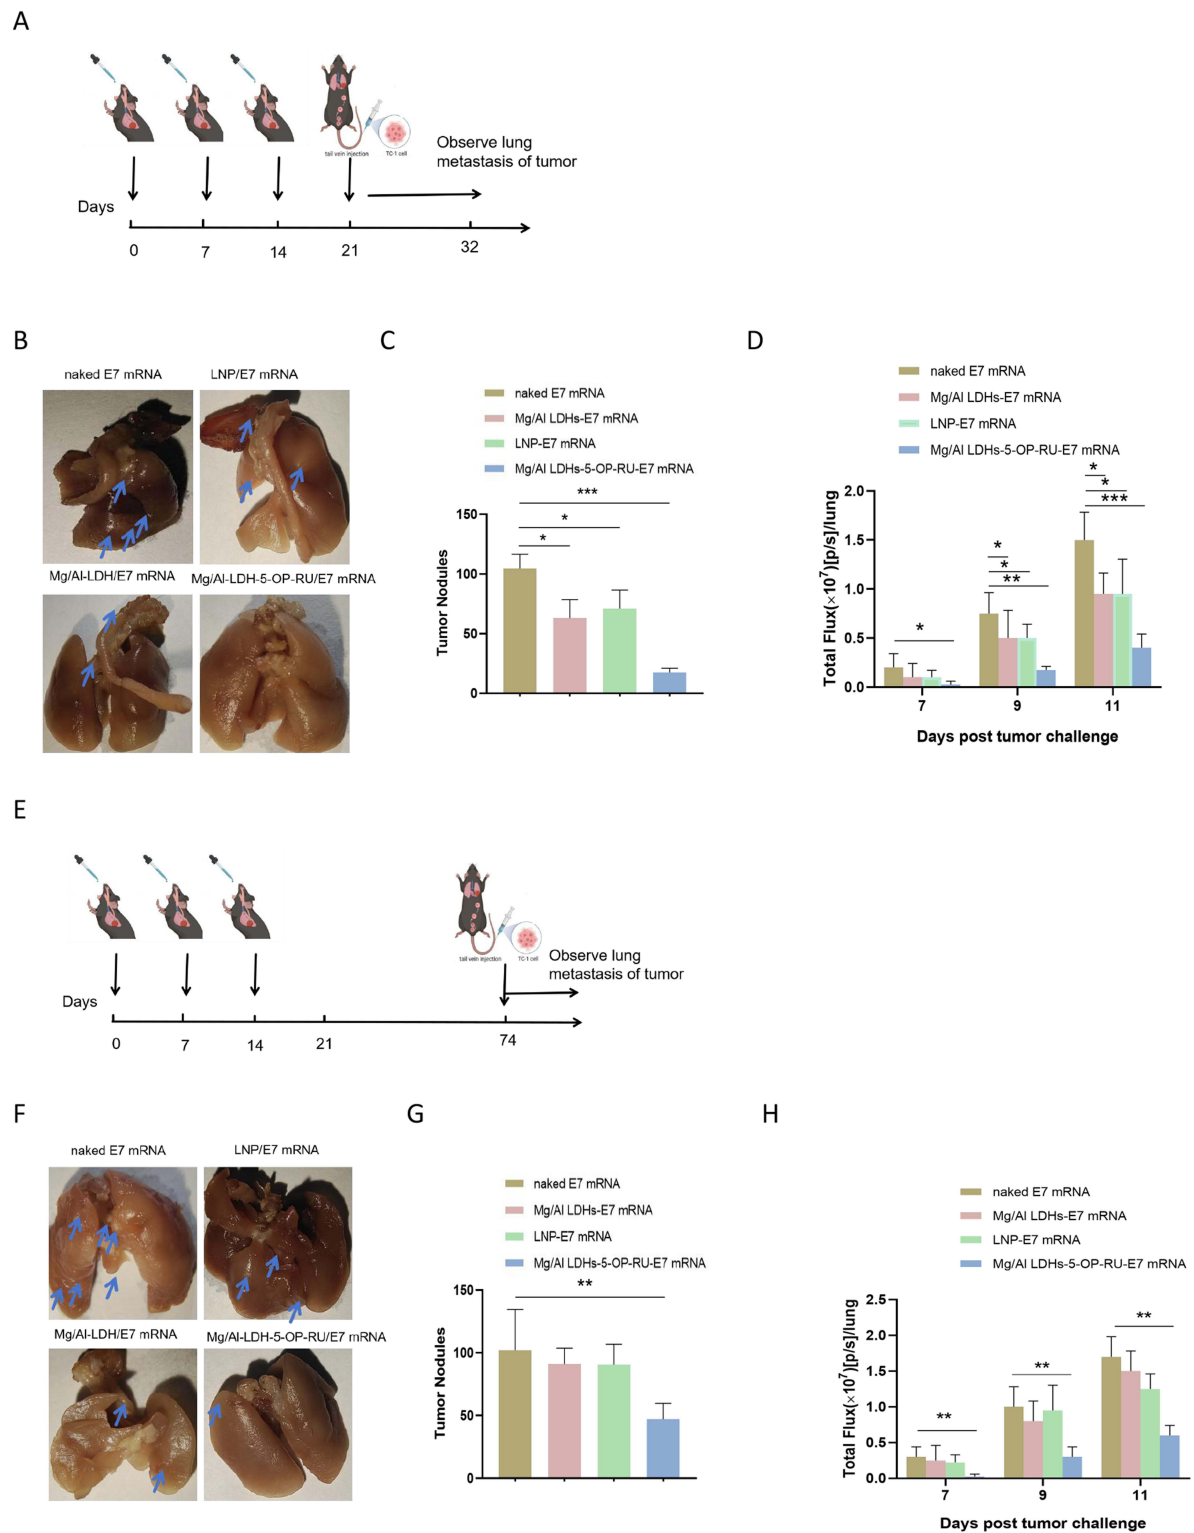 A
Observe lung
metastasis of tumor
tail vein injection
TC-1 cell
Days
0
7
14
21
32
B
naked E7 mRNA
LNP/E7 mRNA
Mg/Al-LDH/E7 mRNA
Mg/Al-LDH-5-OP-RU/E7 mRNA
C
naked E7 mRNA
Mg/Al LDHs-E7 mRNA
LNP-E7 mRNA
Mg/Al LDHs-5-OP-RU-E7 mRNA
***
*
*
150
100
50
0
Tumor Nodules
D
naked E7 mRNA
Mg/Al LDHs-E7 mRNA
LNP-E7 mRNA
Mg/Al LDHs-5-OP-RU-E7 mRNA
*
*
***
*
*
**
*
2.0
1.5
1.0
0.5
0.0
Total Flux(×10⁷)[p/s]/lung
7
9
11
Days post tumor challenge
E
Observe lung
metastasis of tumor
tail vein injection
TC-1 cell
Days
0
7
14
21
74
F
naked E7 mRNA
LNP/E7 mRNA
Mg/Al-LDH/E7 mRNA
Mg/Al-LDH-5-OP-RU/E7 mRNA
G
naked E7 mRNA
Mg/Al LDHs-E7 mRNA
LNP-E7 mRNA
Mg/Al LDHs-5-OP-RU-E7 mRNA
**
150
100
50
0
Tumor Nodules
H
naked E7 mRNA
Mg/Al LDHs-E7 mRNA
LNP-E7 mRNA
Mg/Al LDHs-5-OP-RU-E7 mRNA
**
**
**
2.5
2.0
1.5
1.0
0.5
0.0
Total Flux(×10⁷)[p/s]/lung
7
9
11
Days post tumor challenge